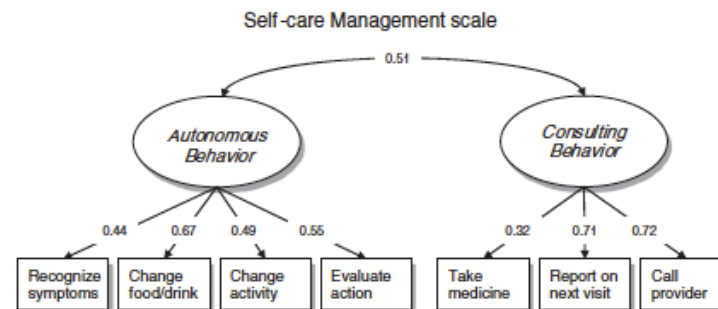 Self-care Management scale
0.51
Autonomous
Behavior
Consulting
Behavior
0.44 0.67 0.49 0.55 0.32 0.71 0.72
Recognize
symptoms
Change
food/drink
Change
activity
Evaluate
action
Take
medicine
Report on
next visit
Call
provider